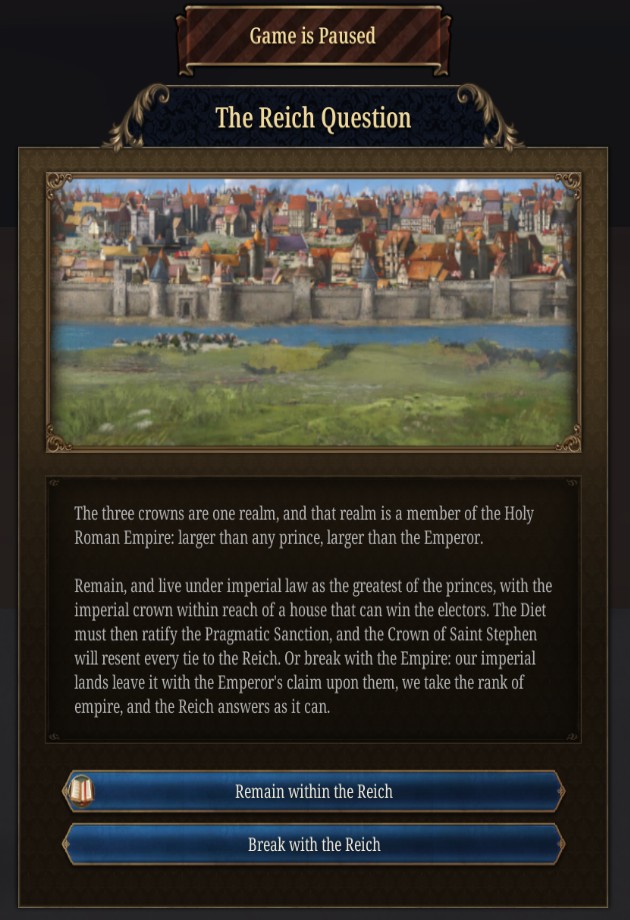 Game is Paused
The Reich Question
The three crowns are one realm, and that realm is a member of the Holy
Roman Empire: larger than any prince, larger than the Emperor.
Remain, and live under imperial law as the greatest of the princes, with the
imperial crown within reach of a house that can win the electors. The Diet
must then ratify the Pragmatic Sanction, and the Crown of Saint Stephen
will resent every tie to the Reich. Or break with the Empire: our imperial
lands leave it with the Emperor's claim upon them, we take the rank of
empire, and the Reich answers as it can.
Remain within the Reich
Break with the Reich